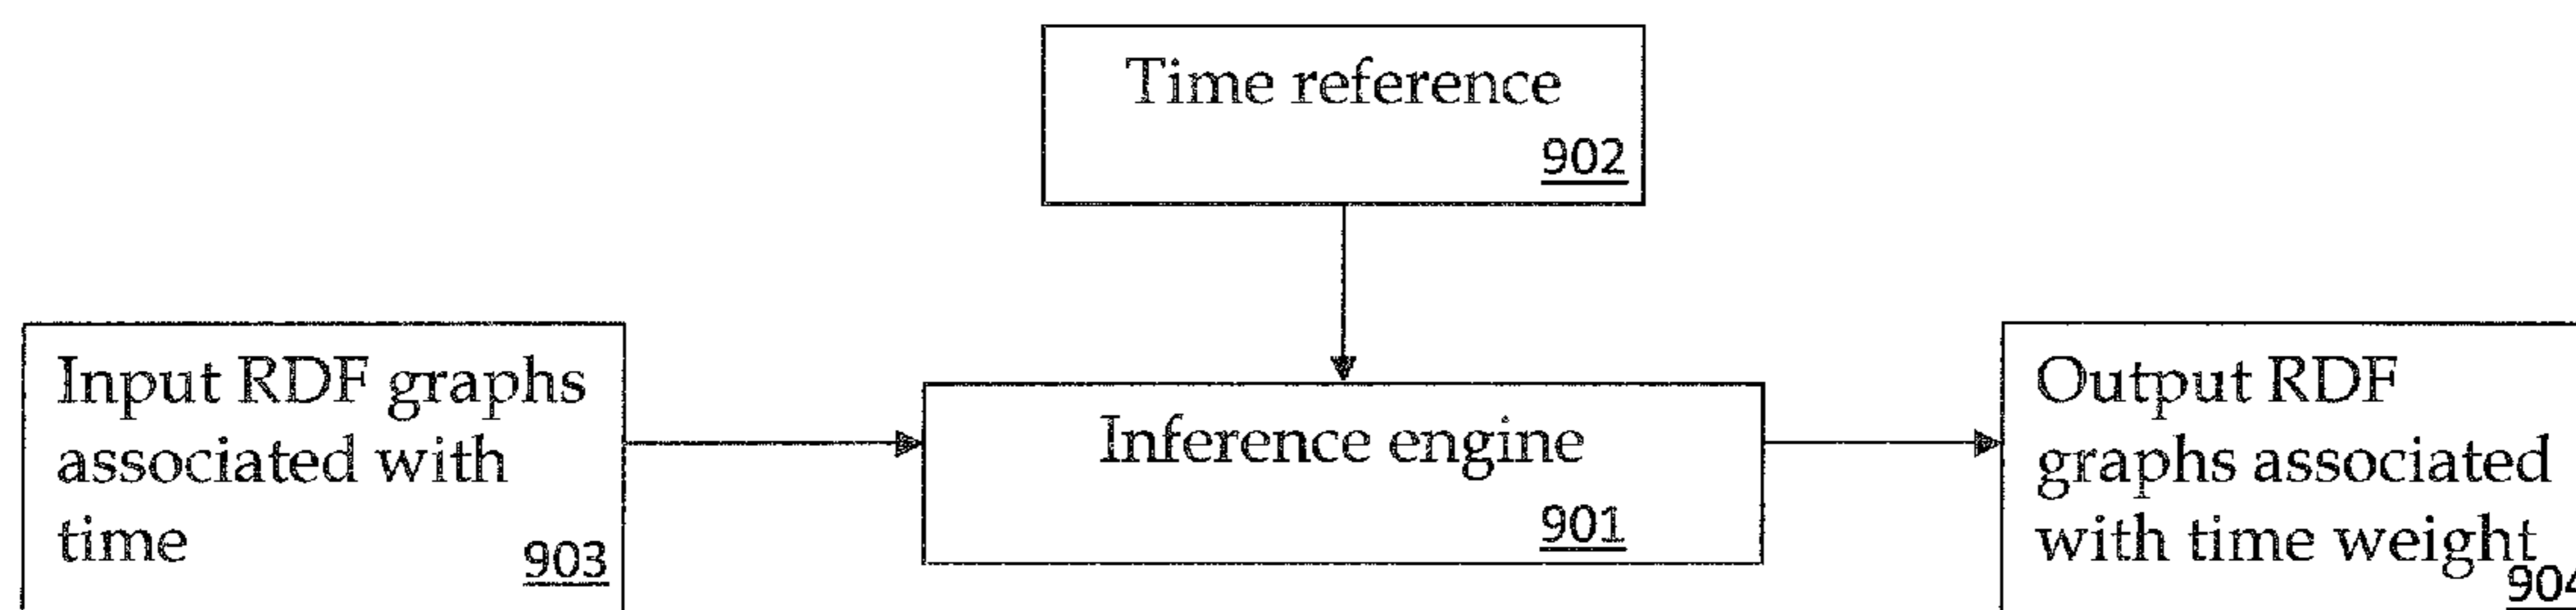 Time reference
902
Input RDF graphs
associated with
time
903
Inference engine
901
Output RDF
graphs associated
with time weight
904